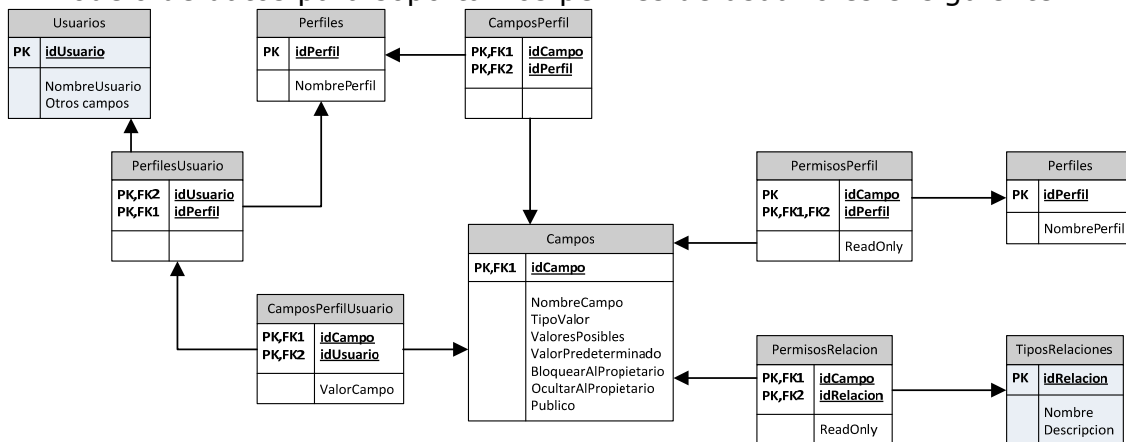 Usuarios
PK idUsuario
NombreUsuario
Otros campos
Perfiles
PK idPerfil
NombrePerfil
CamposPerfil
PK,FK1 idCampo
PK,FK2 idPerfil
PerfilesUsuario
PK,FK2 idUsuario
PK,FK1 idPerfil
PermisosPerfil
PK idCampo
PK,FK1,FK2 idPerfil
ReadOnly
Perfiles
PK idPerfil
NombrePerfil
Campos
PK,FK1 idCampo
NombreCampo
TipoValor
ValoresPosibles
ValorPredeterminado
BloquearAlPropietario
OcultarAlPropietario
Publico
CamposPerfilUsuario
PK,FK1 idCampo
PK,FK2 idUsuario
ValorCampo
PermisosRelacion
PK,FK1 idCampo
PK,FK2 idRelacion
ReadOnly
TiposRelaciones
PK idRelacion
Nombre
Descripcion